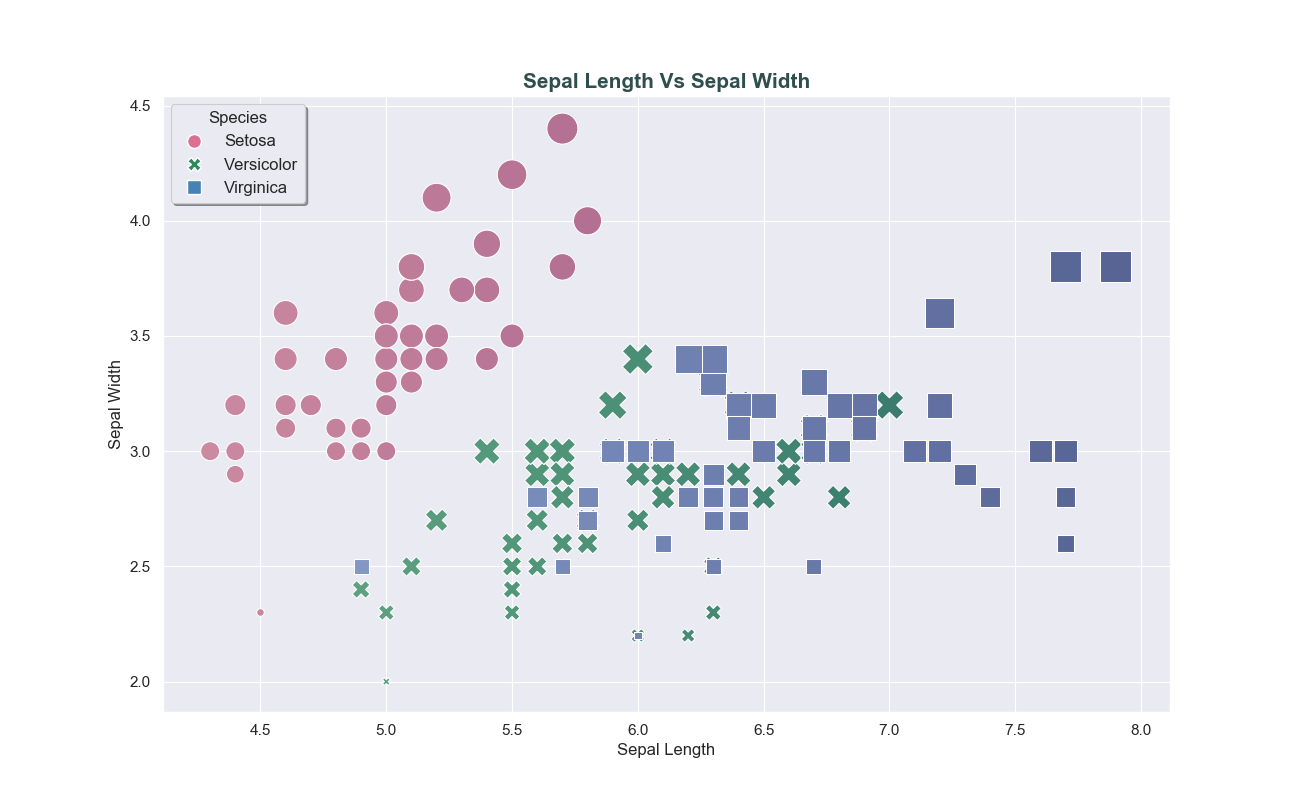 Sepal Length Vs Sepal Width
Species
Setosa
Versicolor
Virginica
Sepal Width
4.5
4.0
3.5
3.0
2.5
2.0
4.5 5.0 5.5 6.0 6.5 7.0 7.5 8.0
Sepal Length